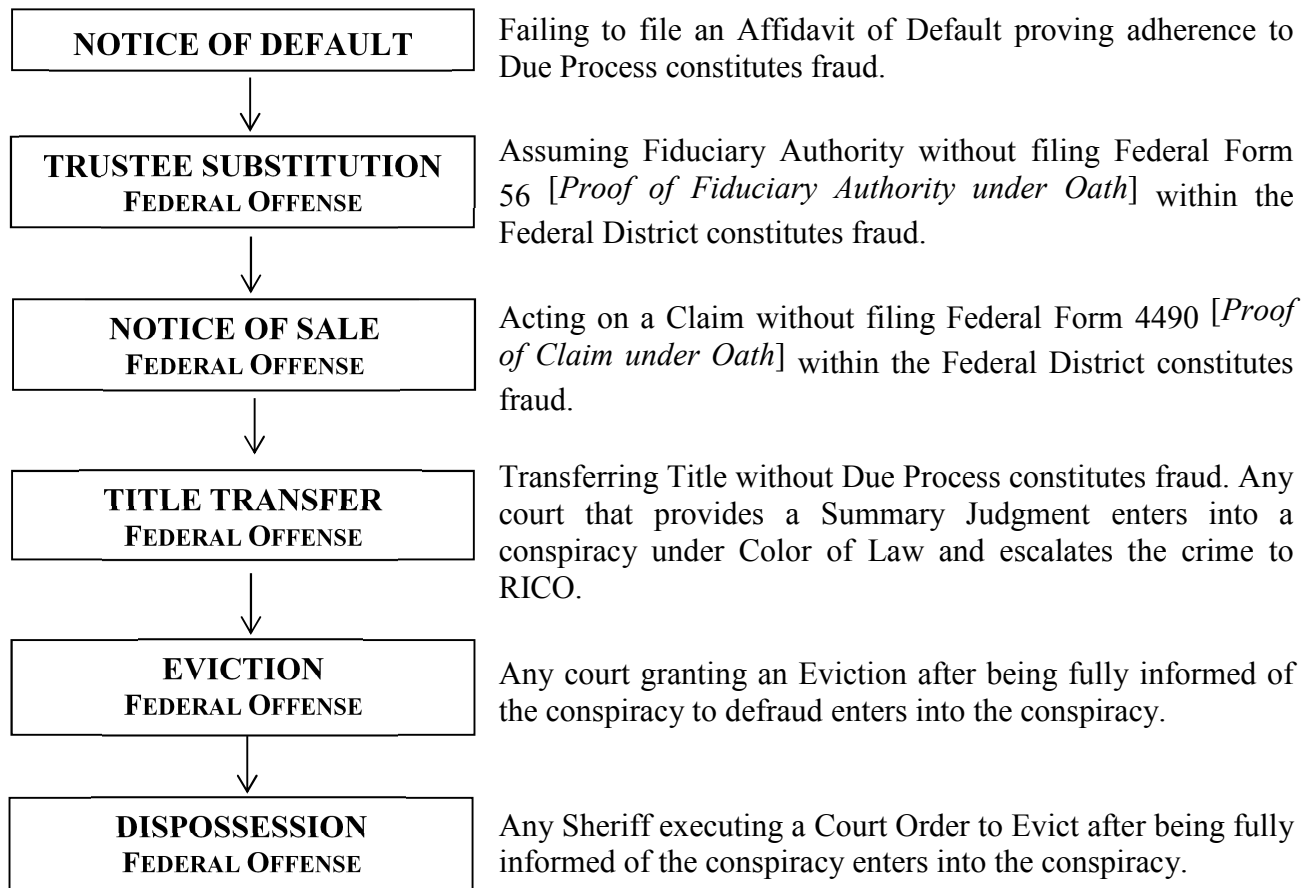 NOTICE OF DEFAULT
Failing to file an Affidavit of Default proving adherence to
Due Process constitutes fraud.
TRUSTEE SUBSTITUTION
FEDERAL OFFENSE
Assuming Fiduciary Authority without filing Federal Form
56 [Proof of Fiduciary Authority under Oath] within the
Federal District constitutes fraud.
NOTICE OF SALE
FEDERAL OFFENSE
Acting on a Claim without filing Federal Form 4490 [Proof
of Claim under Oath] within the Federal District constitutes
fraud.
TITLE TRANSFER
FEDERAL OFFENSE
Transferring Title without Due Process constitutes fraud. Any
court that provides a Summary Judgment enters into a
conspiracy under Color of Law and escalates the crime to
RICO.
EVICTION
FEDERAL OFFENSE
Any court granting an Eviction after being fully informed of
the conspiracy to defraud enters into the conspiracy.
DISPOSSESSION
FEDERAL OFFENSE
Any Sheriff executing a Court Order to Evict after being fully
informed of the conspiracy enters into the conspiracy.